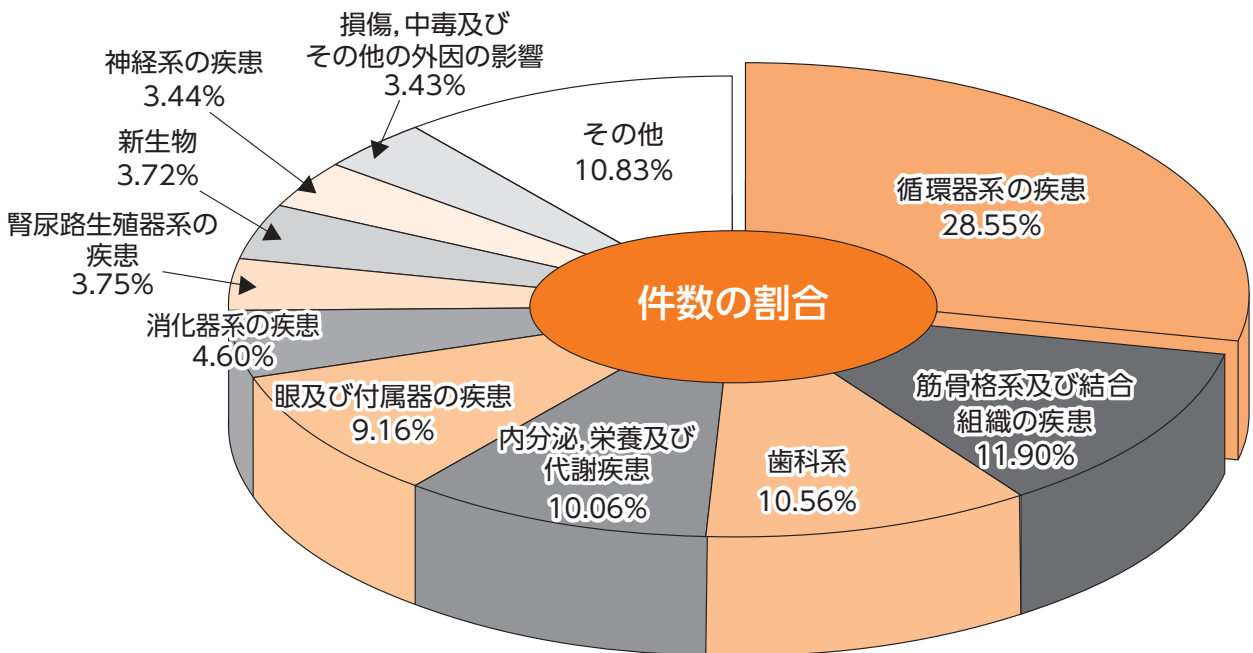 損傷,中毒及び
その他の外因の影響
3.43%
神経系の疾患
3.44%
新生物
3.72%
腎尿路生殖器系の
疾患
3.75%
消化器系の疾患
4.60%
眼及び付属器の疾患
9.16%
内分泌,栄養及び
代謝疾患
10.06%
歯科系
10.56%
筋骨格系及び結合
組織の疾患
11.90%
循環器系の疾患
28.55%
その他
10.83%
件数の割合